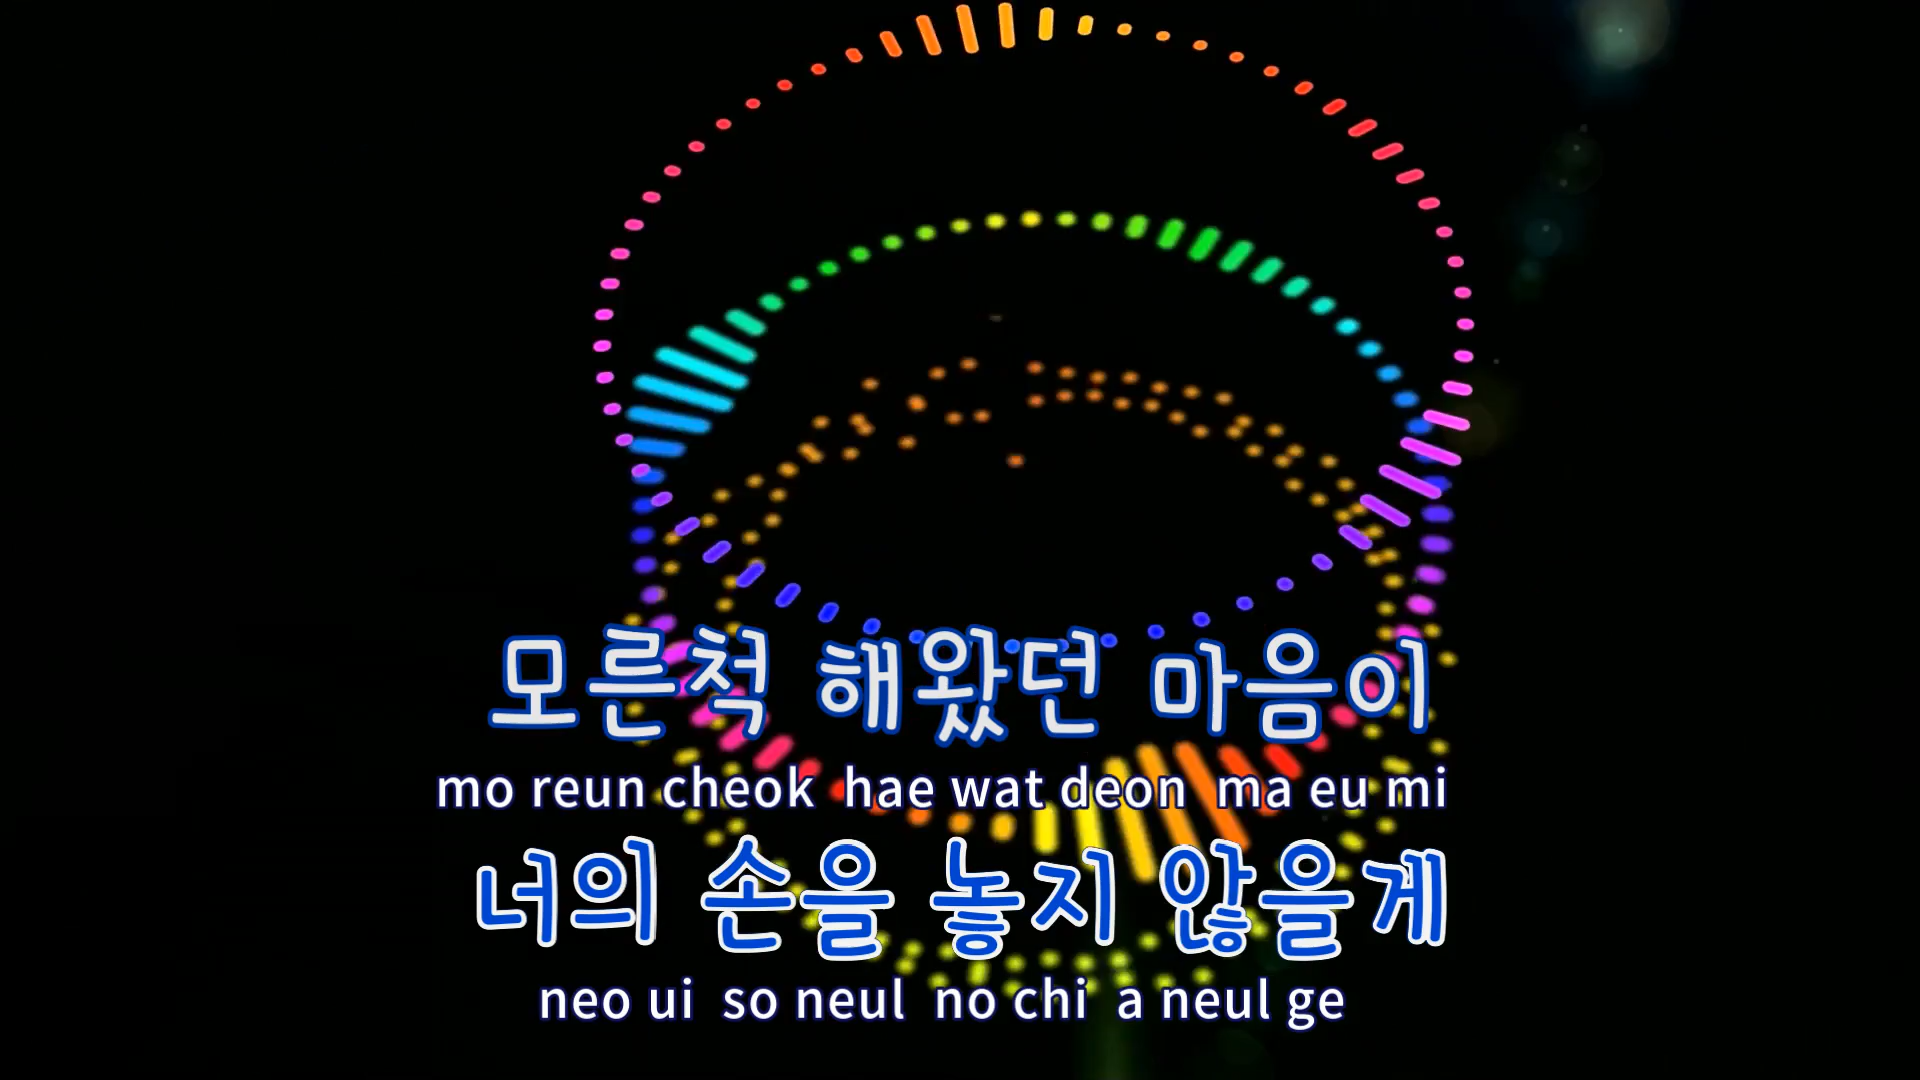 모른척 해왔던 마음이
mo reun cheok hae wat deon ma eu mi
너의 손을 놓지 않을게
neo ui so neul no chi a neul ge